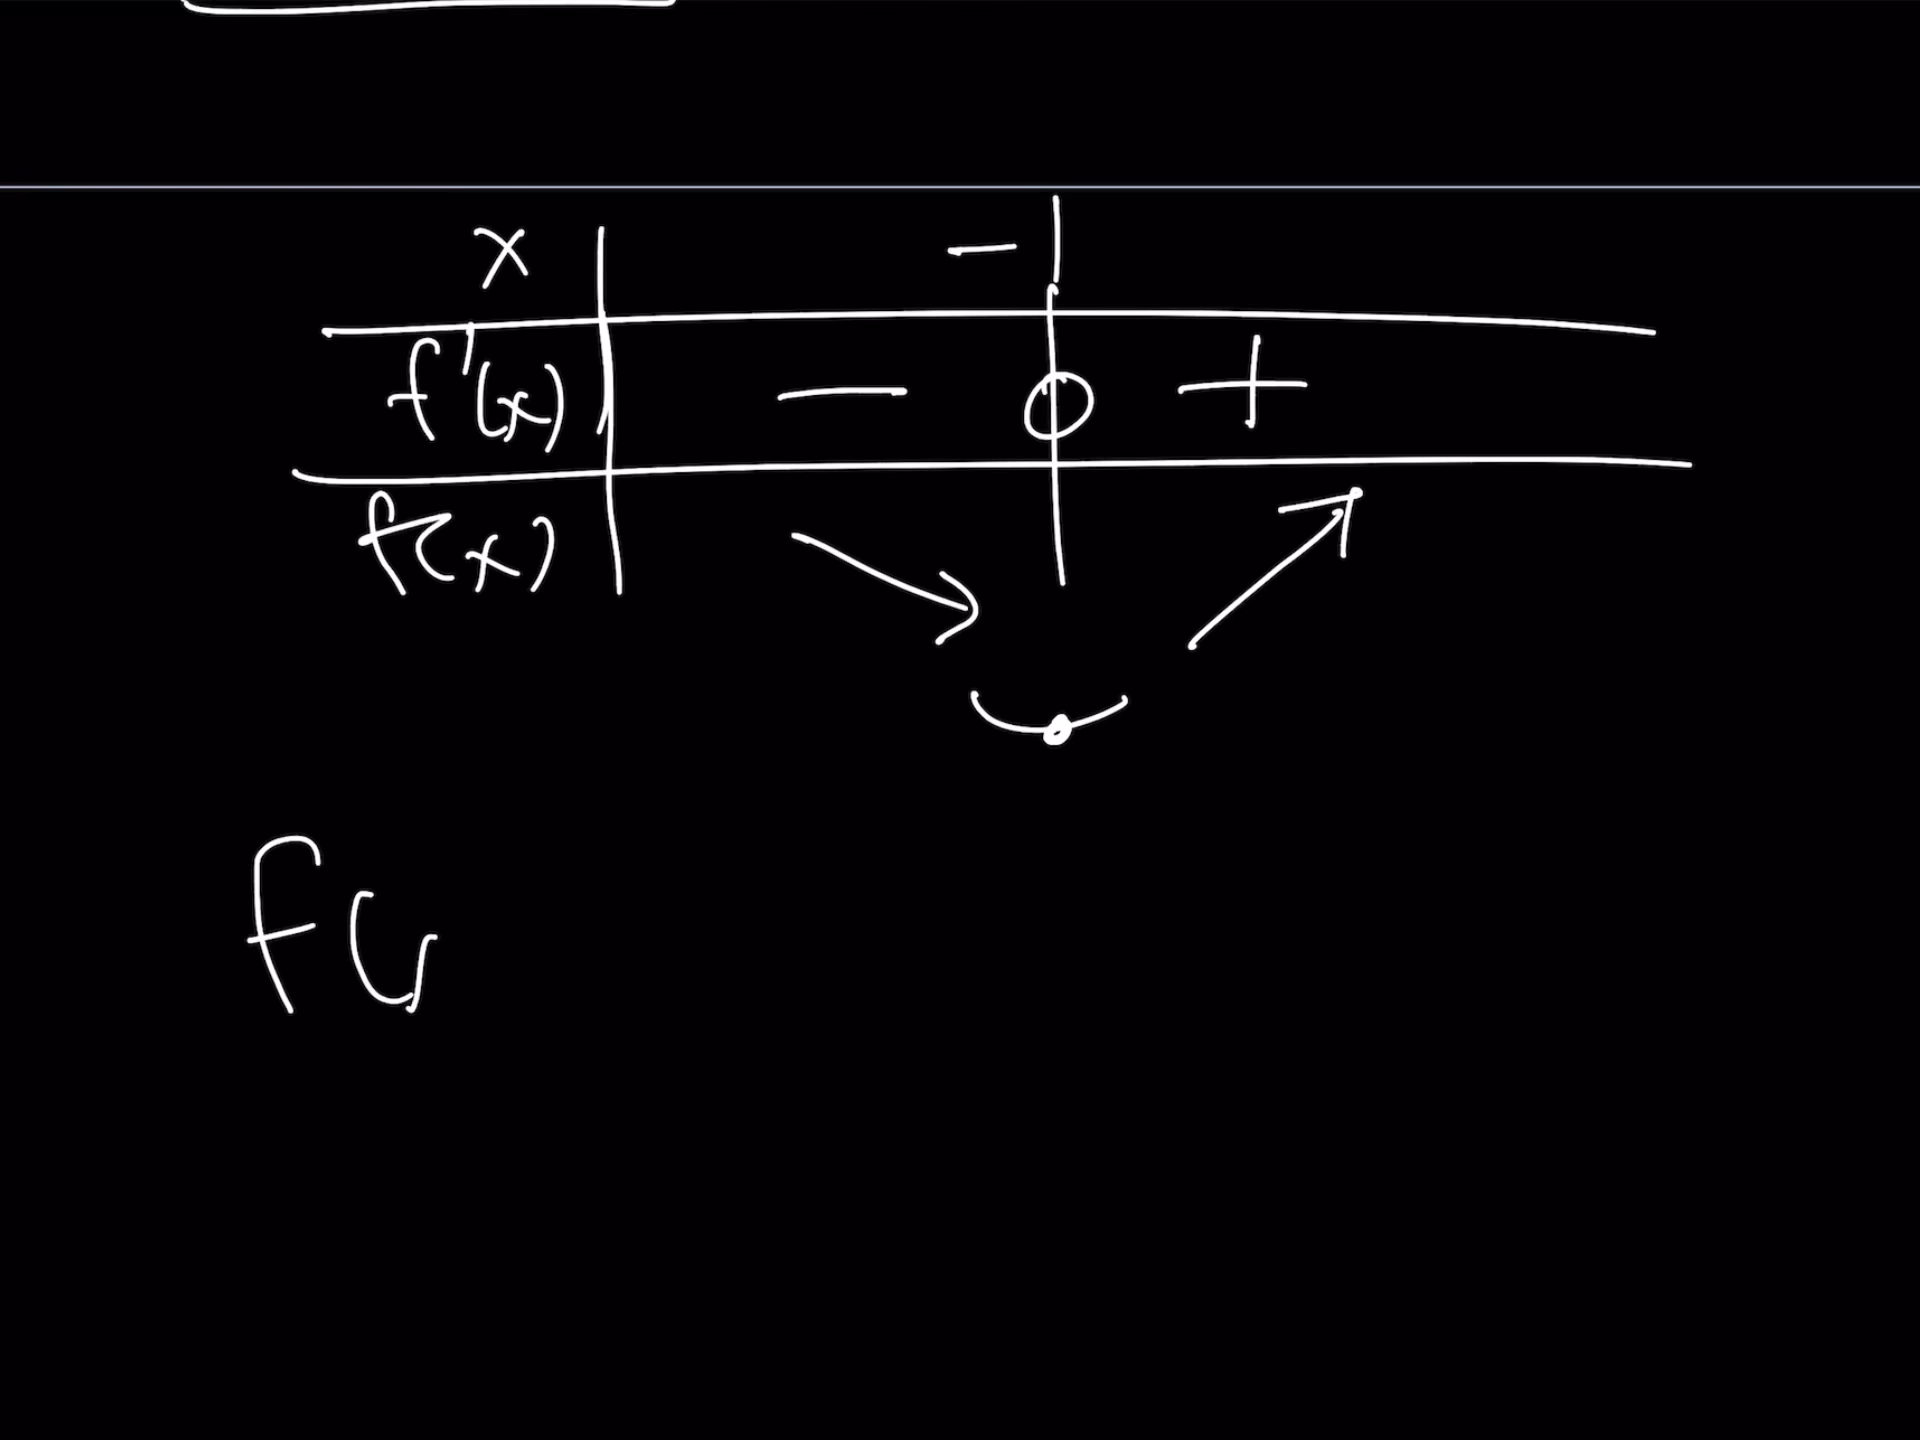 x -1
f'(x) - 0 +
f(x)
f(